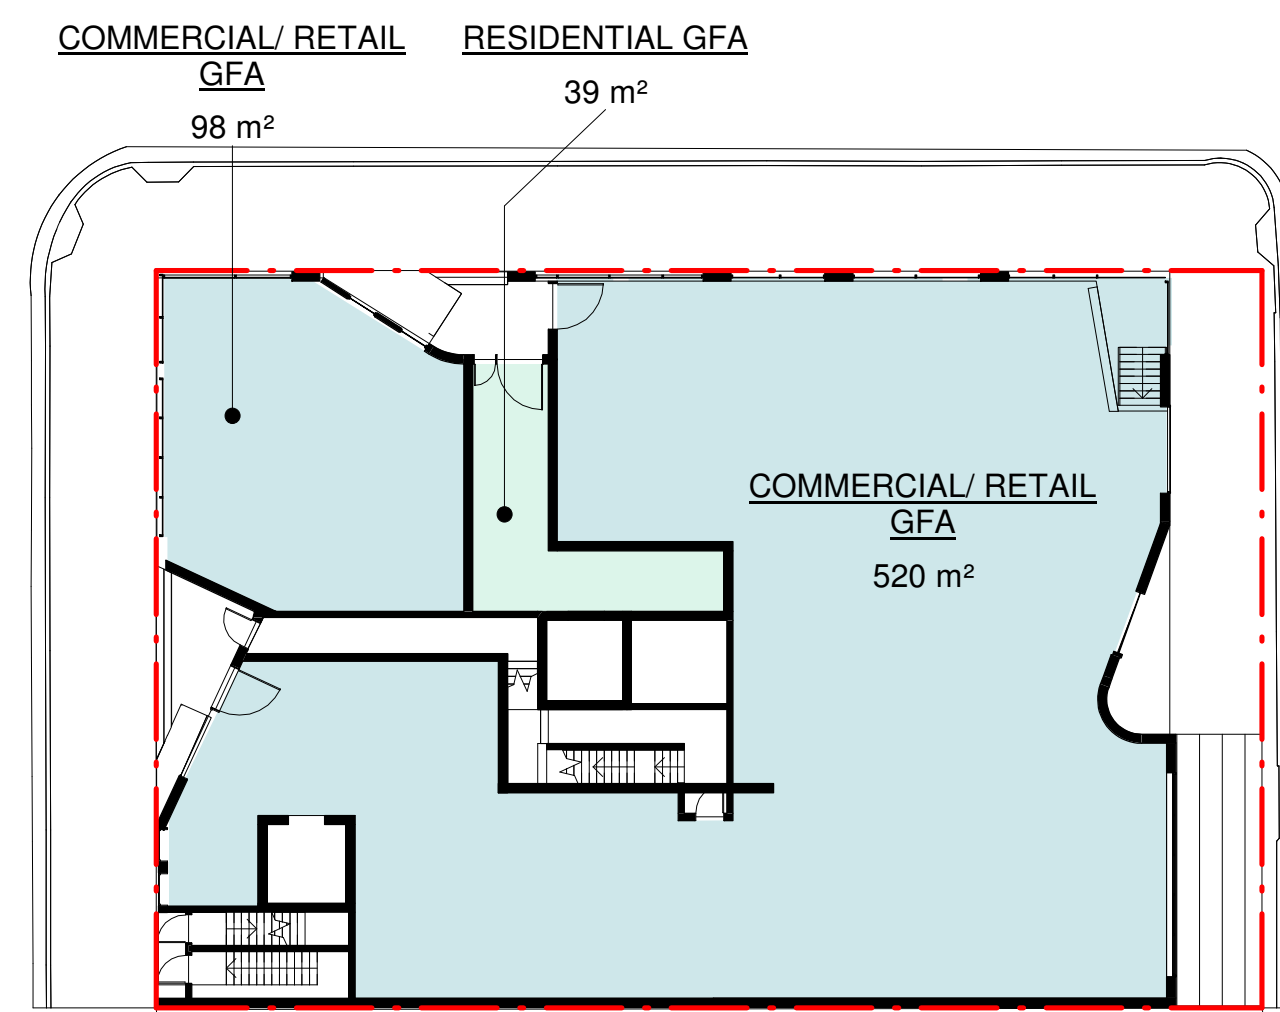 COMMERCIAL/ RETAIL
GFA
98 m²
RESIDENTIAL GFA
39 m²
COMMERCIAL/ RETAIL
GFA
520 m²